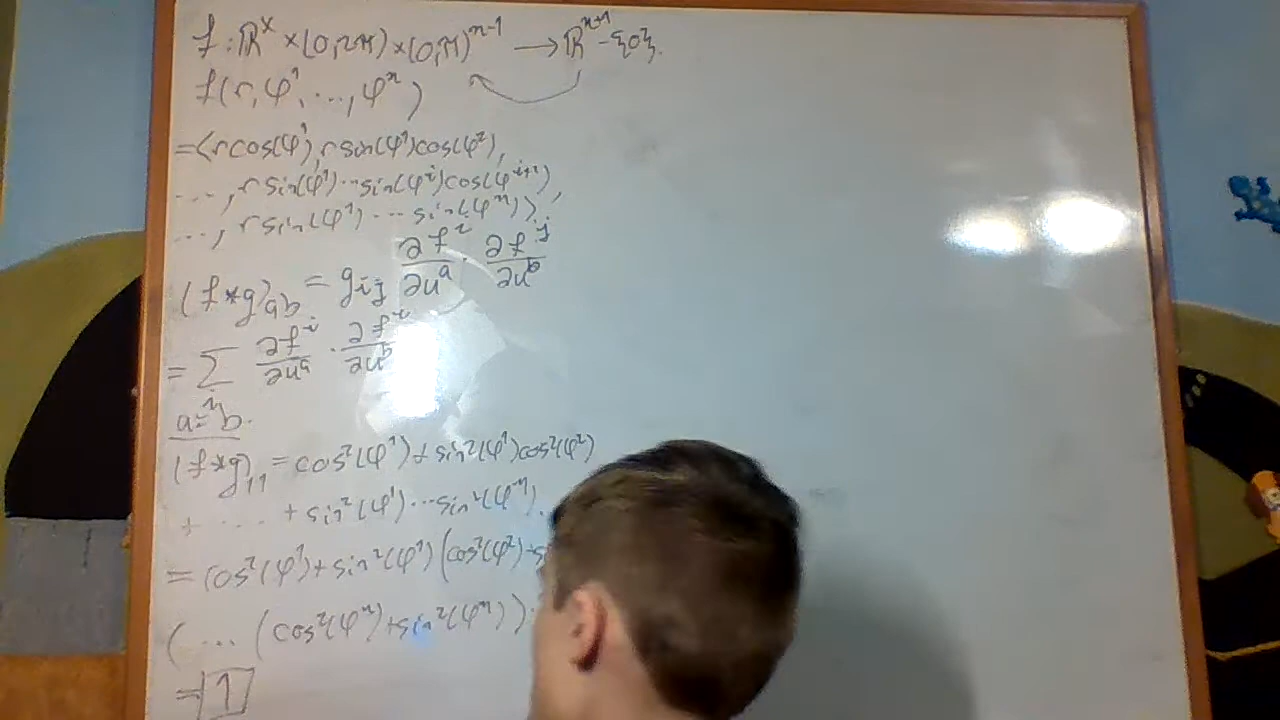 f : ℝ^x × (0,2π) × (0,π)^{n-1} → ℝ^{n+1} - {0}.
f(r, φ^1, ..., φ^n)
= <r cos(φ^1), r sin(φ^1)cos(φ^2),
..., r sin(φ^1)...sin(φ^i)cos(φ^{i+1}),
..., r sin(φ^1)...sin(φ^n)>,
(f*g)_{ab} = g_{ij} ∂f^i/∂u^a · ∂f^j/∂u^b
= Σ_i ∂f^i/∂u^a · ∂f^i/∂u^b
a=1=b.
(f*g)_{11} = cos²(φ^1) + sin²(φ^1)cos²(φ^2)
+ .... + sin²(φ^1)...sin²(φ^n).
= cos²(φ^1) + sin²(φ^1)(cos²(φ^2)+s
(... (cos²(φ^n)+sin²(φ^n))
= 1